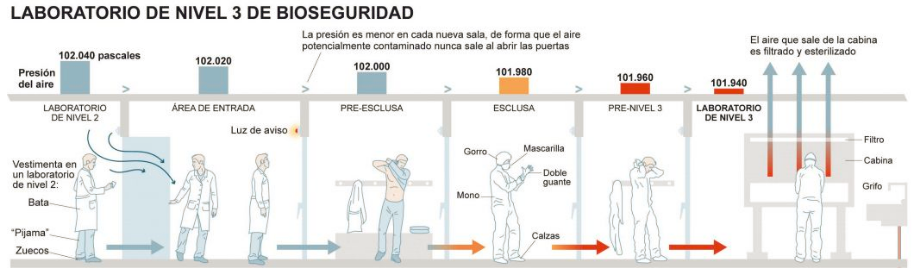 LABORATORIO DE NIVEL 3 DE BIOSEGURIDAD
La presión es menor en cada nueva sala, de forma que el aire
potencialmente contaminado nunca sale al abrir las puertas
El aire que sale de la cabina
es filtrado y esterilizado
Presión
del aire
102.040 pascales
102.020
102.000
101.980
101.960
101.940
> > > > >
LABORATORIO
DE NIVEL 2
ÁREA DE ENTRADA
PRE-ESCLUSA
ESCLUSA
PRE-NIVEL 3
LABORATORIO
DE NIVEL 3
Luz de aviso
Vestimenta en
un laboratorio
de nivel 2:
Bata
"Pijama"
Zuecos
Gorro
Mascarilla
Doble
guante
Mono
Calzas
Filtro
Cabina
Grifo